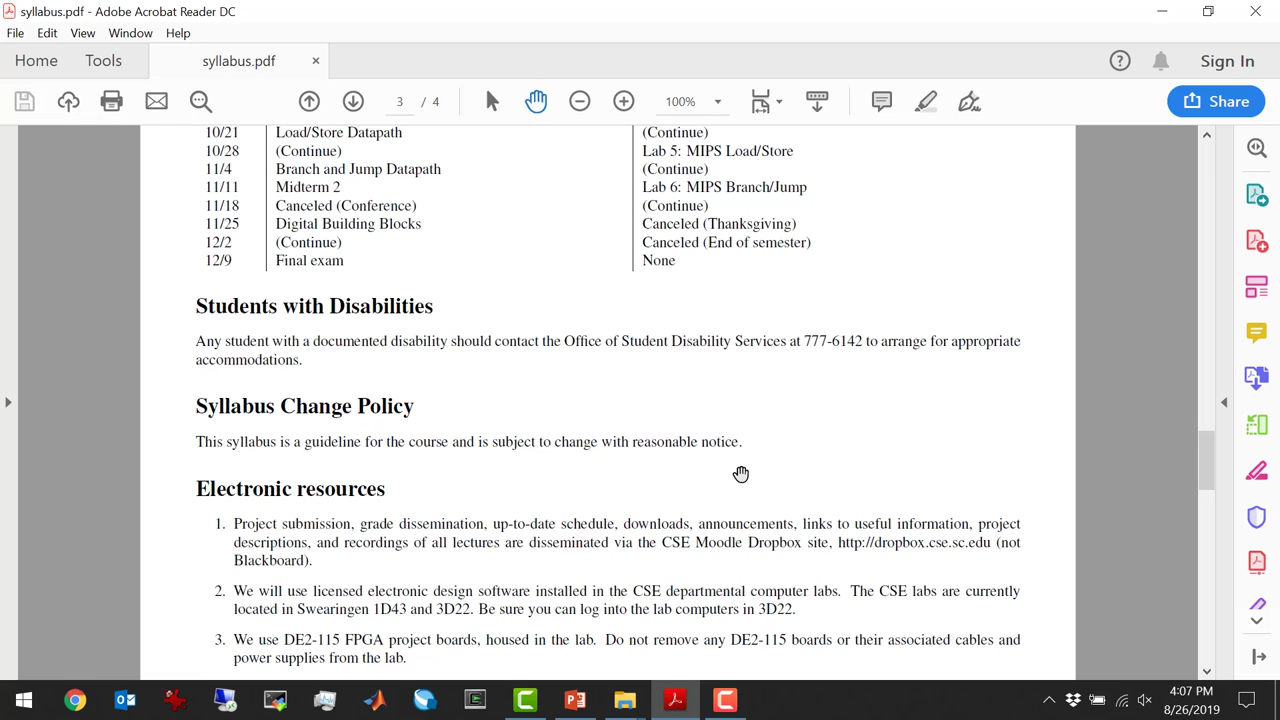 syllabus.pdf - Adobe Acrobat Reader DC
File Edit View Window Help
Home Tools syllabus.pdf × Sign In
3 / 4 100% Share
10/21 Load/Store Datapath (Continue)
10/28 (Continue) Lab 5: MIPS Load/Store
11/4 Branch and Jump Datapath (Continue)
11/11 Midterm 2 Lab 6: MIPS Branch/Jump
11/18 Canceled (Conference) (Continue)
11/25 Digital Building Blocks Canceled (Thanksgiving)
12/2 (Continue) Canceled (End of semester)
12/9 Final exam None
Students with Disabilities
Any student with a documented disability should contact the Office of Student Disability Services at 777-6142 to arrange for appropriate
accommodations.
Syllabus Change Policy
This syllabus is a guideline for the course and is subject to change with reasonable notice.
Electronic resources
1. Project submission, grade dissemination, up-to-date schedule, downloads, announcements, links to useful information, project
descriptions, and recordings of all lectures are disseminated via the CSE Moodle Dropbox site, http://dropbox.cse.sc.edu (not
Blackboard).
2. We will use licensed electronic design software installed in the CSE departmental computer labs. The CSE labs are currently
located in Swearingen 1D43 and 3D22. Be sure you can log into the lab computers in 3D22.
3. We use DE2-115 FPGA project boards, housed in the lab. Do not remove any DE2-115 boards or their associated cables and
power supplies from the lab.
4:07 PM
8/26/2019